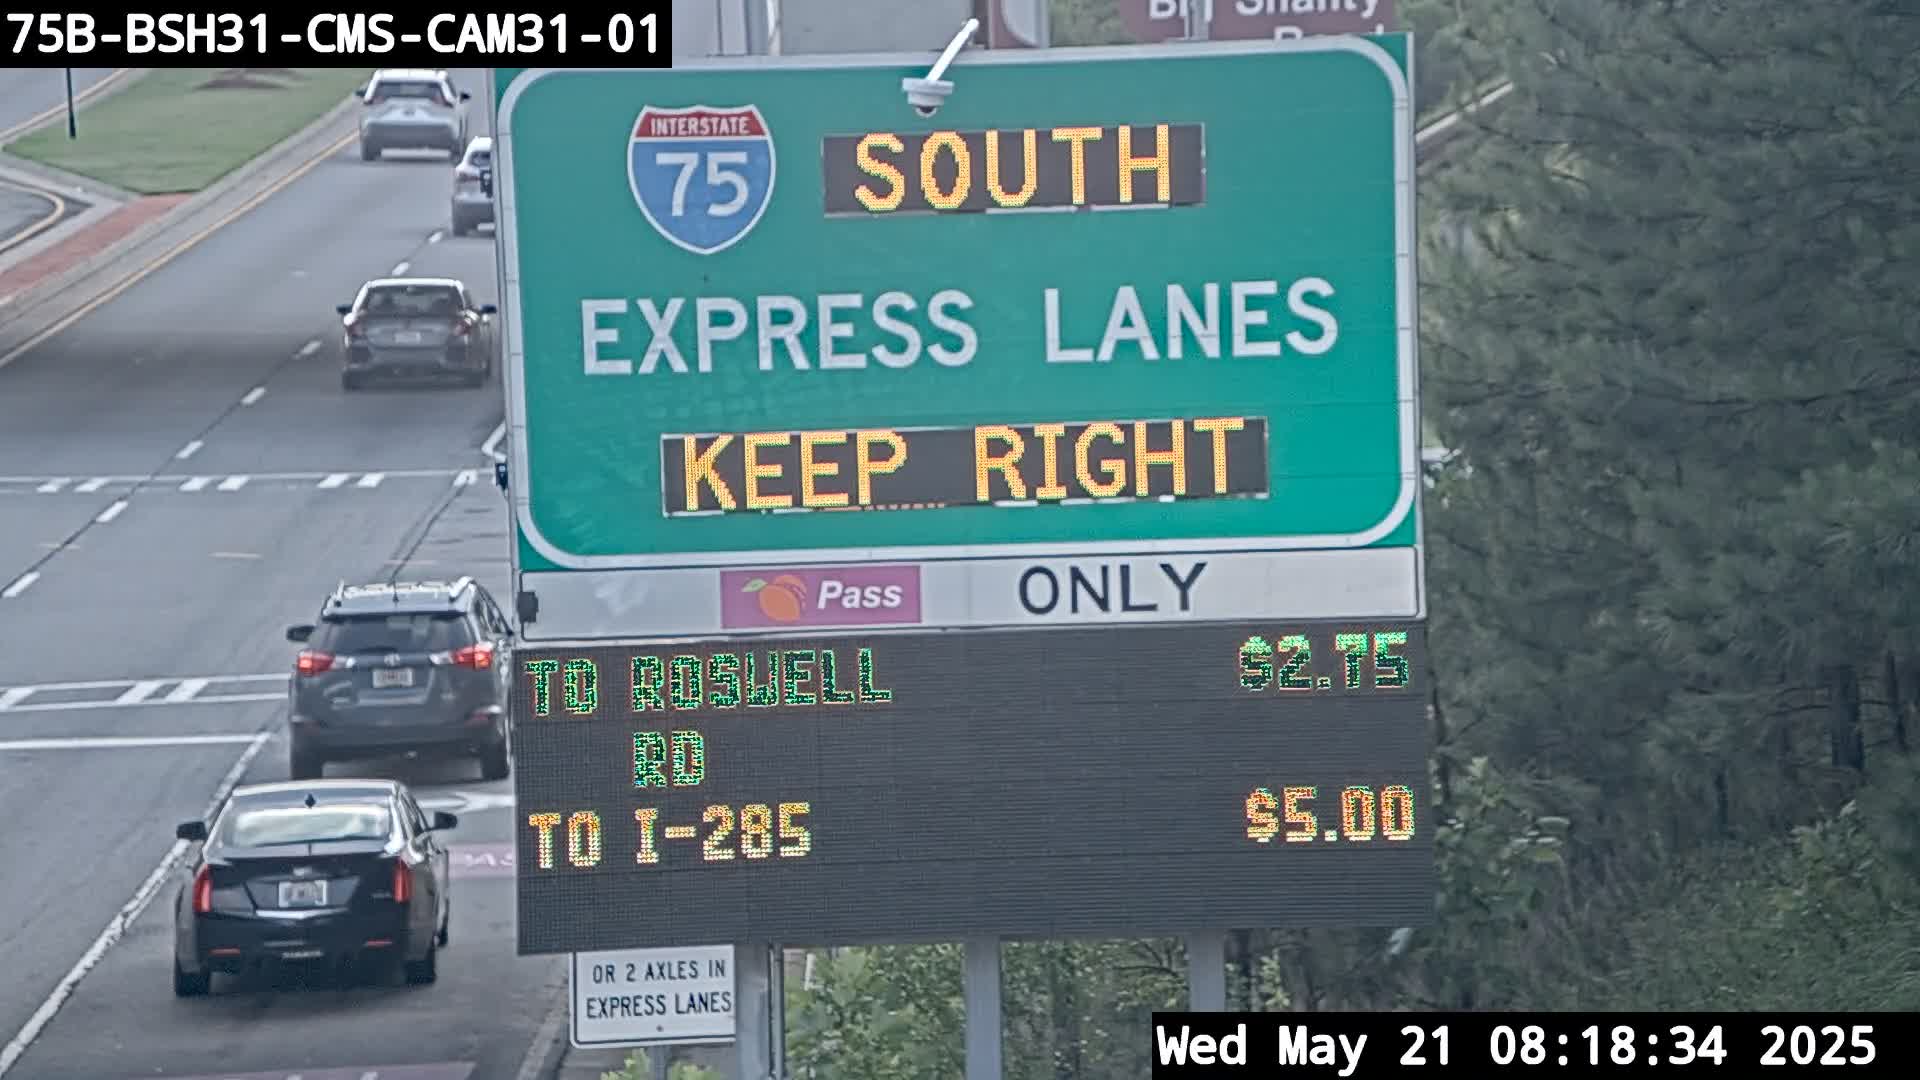 75B-BSH31-CMS-CAM31-01
Shanty
INTERSTATE
75
SOUTH
EXPRESS LANES
KEEP RIGHT
Pass ONLY
TO ROSWELL $2.75
RD
TO I-285 $5.00
OR 2 AXLES IN
EXPRESS LANES
Wed May 21 08:18:34 2025